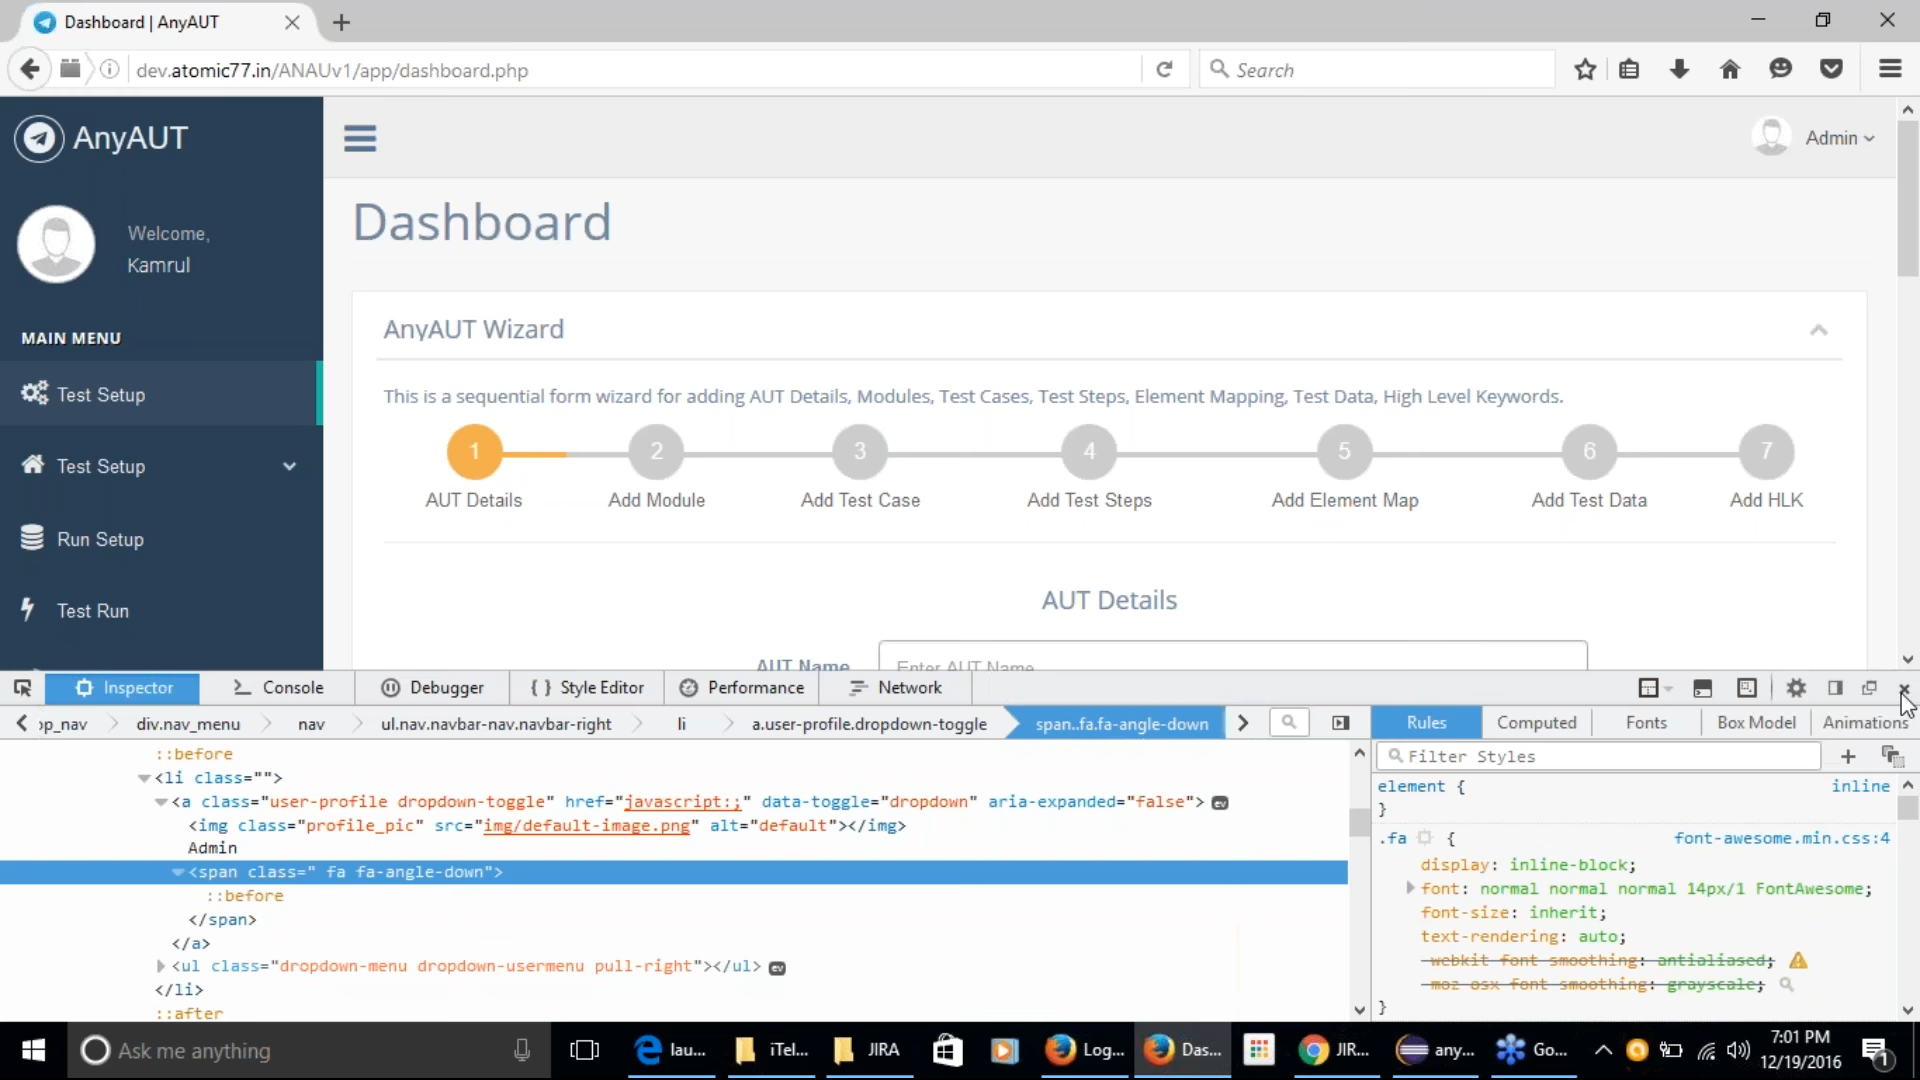 Dashboard | AnyAUT
dev.atomic77.in/ANAUv1/app/dashboard.php
Search
AnyAUT
Admin
Welcome,
Kamrul
Dashboard
MAIN MENU
AnyAUT Wizard
Test Setup
This is a sequential form wizard for adding AUT Details, Modules, Test Cases, Test Steps, Element Mapping, Test Data, High Level Keywords.
1 2 3 4 5 6 7
Test Setup
AUT Details Add Module Add Test Case Add Test Steps Add Element Map Add Test Data Add HLK
Run Setup
AUT Details
Test Run
AUT Name Enter AUT Name
Inspector Console Debugger { } Style Editor Performance Network
op_nav div.nav_menu nav ul.nav.navbar-nav.navbar-right li a.user-profile.dropdown-toggle span..fa.fa-angle-down
Rules Computed Fonts Box Model Animations
::before
<li class="">
<a class="user-profile dropdown-toggle" href="javascript:;" data-toggle="dropdown" aria-expanded="false"> ev
<img class="profile_pic" src="img/default-image.png" alt="default"></img>
Admin
<span class=" fa fa-angle-down">
::before
</span>
</a>
<ul class="dropdown-menu dropdown-usermenu pull-right"></ul> ev
</li>
::after
Filter Styles
element { inline
}
.fa { font-awesome.min.css:4
display: inline-block;
font: normal normal normal 14px/1 FontAwesome;
font-size: inherit;
text-rendering: auto;
-webkit-font-smoothing: antialiased;
-moz-osx-font-smoothing: grayscale;
}
Ask me anything
lau... iTel... JIRA Log... Das... JIR... any... Go...
7:01 PM
12/19/2016
1